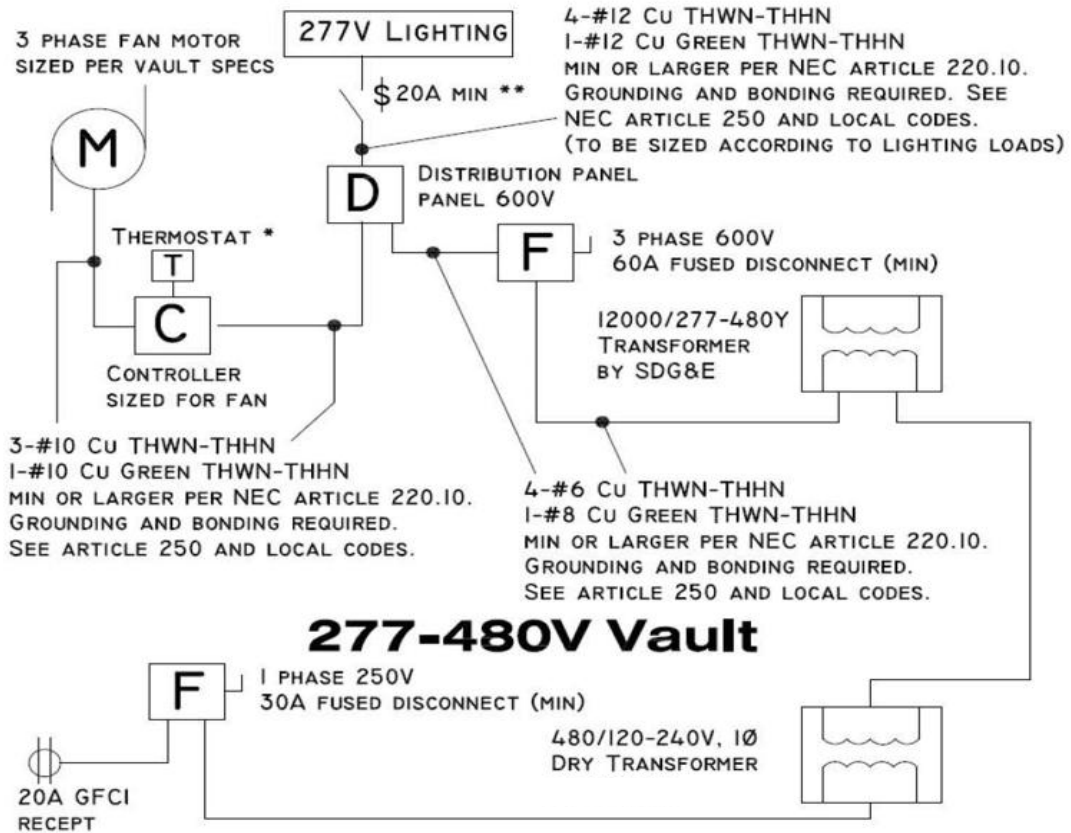 3 PHASE FAN MOTOR
SIZED PER VAULT SPECS
M
277V LIGHTING
$ 20A MIN **
4-#12 CU THWN-THHN
1-#12 CU GREEN THWN-THHN
MIN OR LARGER PER NEC ARTICLE 220.10.
GROUNDING AND BONDING REQUIRED. SEE
NEC ARTICLE 250 AND LOCAL CODES.
(TO BE SIZED ACCORDING TO LIGHTING LOADS)
D
DISTRIBUTION PANEL
PANEL 600V
THERMOSTAT *
T
C
CONTROLLER
SIZED FOR FAN
F
3 PHASE 600V
60A FUSED DISCONNECT (MIN)
12000/277-480Y
TRANSFORMER
BY SDG&E
3-#10 CU THWN-THHN
1-#10 CU GREEN THWN-THHN
MIN OR LARGER PER NEC ARTICLE 220.10.
GROUNDING AND BONDING REQUIRED.
SEE ARTICLE 250 AND LOCAL CODES.
4-#6 CU THWN-THHN
1-#8 CU GREEN THWN-THHN
MIN OR LARGER PER NEC ARTICLE 220.10.
GROUNDING AND BONDING REQUIRED.
SEE ARTICLE 250 AND LOCAL CODES.
277-480V Vault
F
1 PHASE 250V
30A FUSED DISCONNECT (MIN)
480/120-240V, 1Ø
DRY TRANSFORMER
20A GFCI
RECEPT